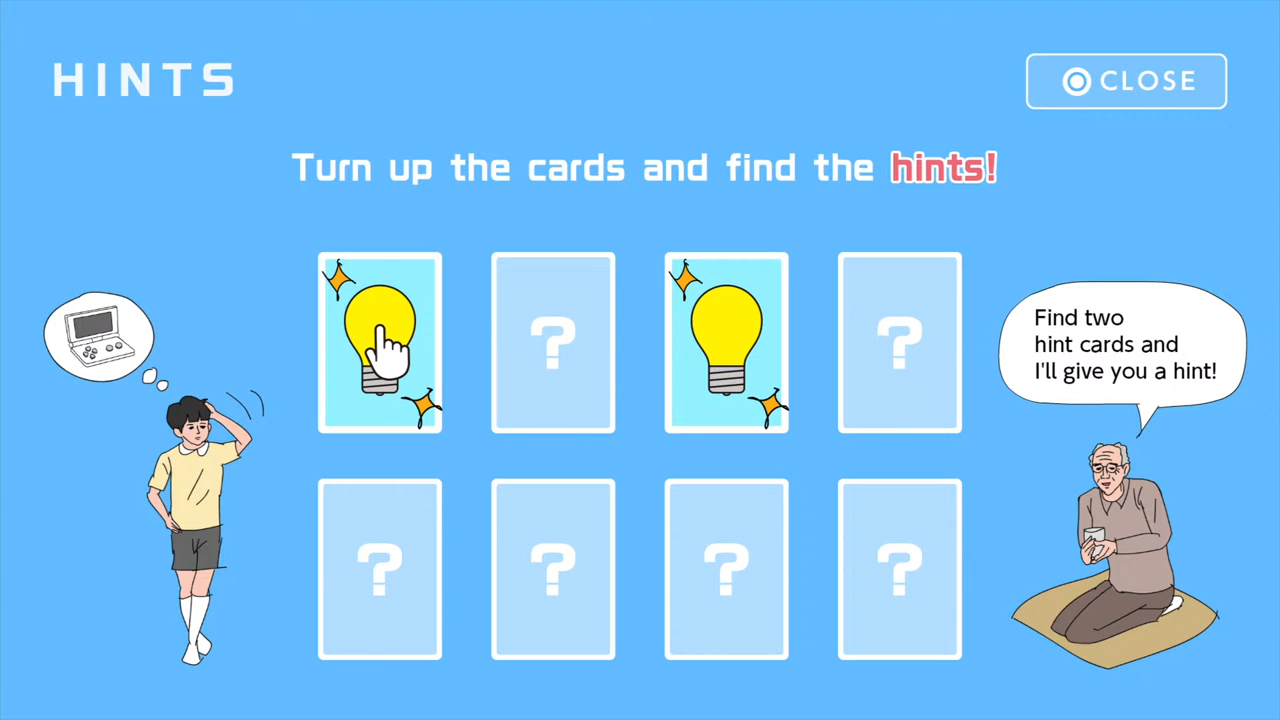 HINTS
CLOSE
Turn up the cards and find the hints!
?
?
Find two
hint cards and
I'll give you a hint!
?
?
?
?